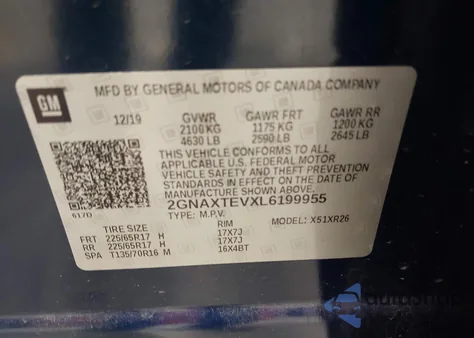 GM
MFD BY GENERAL MOTORS OF CANADA COMPANY
12/19 GVWR GAWR FRT GAWR RR
2100 KG 1175 KG 1200 KG
4630 LB 2590 LB 2645 LB
THIS VEHICLE CONFORMS TO ALL
APPLICABLE U.S. FEDERAL MOTOR
VEHICLE SAFETY AND THEFT PREVENTION
STANDARDS IN EFFECT ON THE DATE OF
MANUFACTURE SHOWN ABOVE.
2GNAXTEVXL6199955
TYPE: M.P.V. MODEL: X51XR26
617D
TIRE SIZE RIM
FRT 225/65R17 H 17X7J
RR 225/65R17 H 17X7J
SPA T135/70R16 M 16X4BT
AutoShop